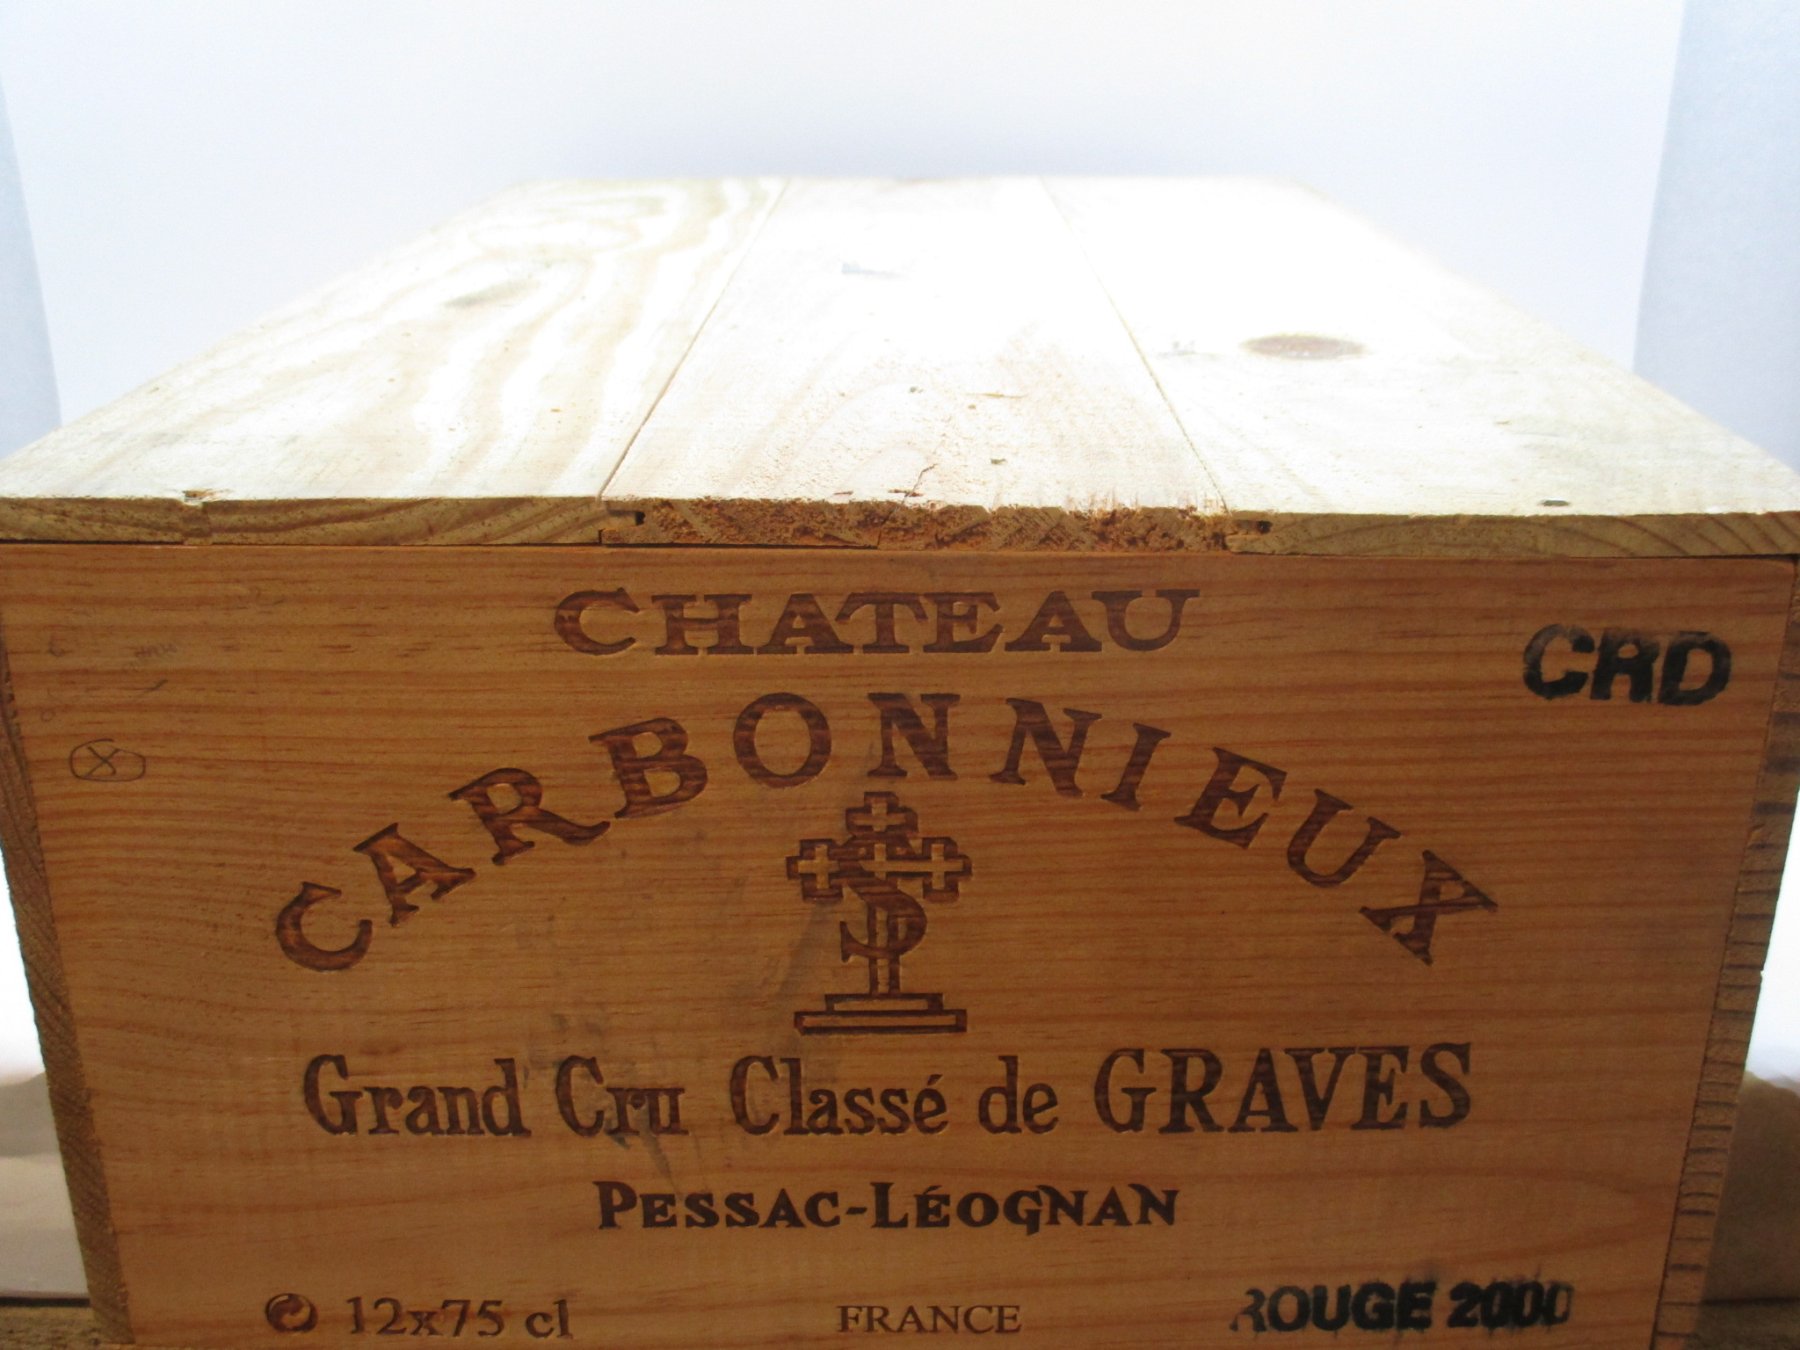 CHATEAU
CRD
CARBONNIEUX
Grand Cru Classé de GRAVES
PESSAC-LÉOGNAN
12x75 cl
FRANCE
ROUGE 2000